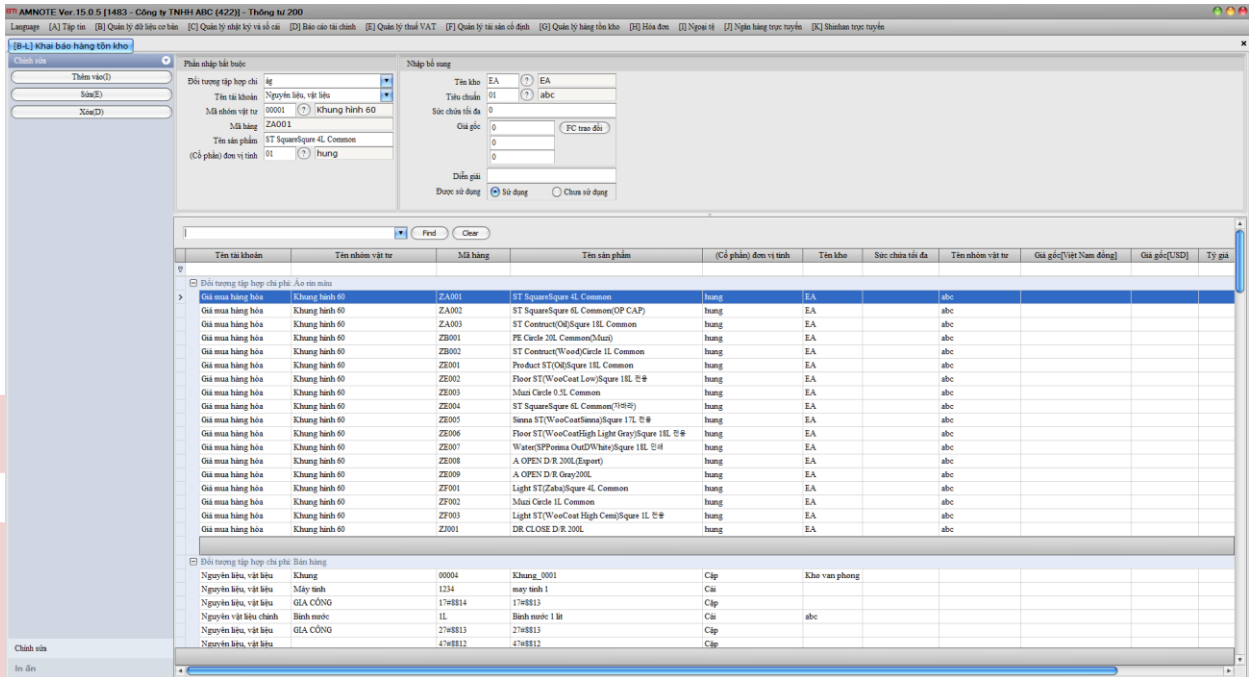 AMNOTE Ver.15.0.5 [1483 - Công ty TNHH ABC (422)] - Thông tư 200
Language [A] Tập tin [B] Quản lý dữ liệu cơ bản [C] Quản lý nhật ký và sổ cái [D] Báo cáo tài chính [E] Quản lý thuế VAT [F] Quản lý tài sản cố định [G] Quản lý hàng tồn kho [H] Hóa đơn [I] Ngoại tệ [J] Ngân hàng trực tuyến [K] Shinhan trực tuyến
[B-L] Khai báo hàng tồn kho
Chỉnh sửa
Thêm vào(I)
Sửa(E)
Xóa(D)
Phần nhập bắt buộc
Đối tượng tập hợp chi
Tên tài khoản Nguyên liệu, vật liệu
Mã nhóm vật tư 00001 ? Khung hình 60
Mã hàng ZA001
Tên sản phẩm ST SquareSqure 4L Common
(Cổ phần) đơn vị tính 01 ? hung
Nhập bổ sung
Tên kho EA ? EA
Tiêu chuẩn 01 ? abc
Sức chứa tối đa 0
Giá gốc 0 FC trao đổi
0
0
Diễn giải
Được sử dụng Sử dụng Chưa sử dụng
Find Clear
Tên tài khoản Tên nhóm vật tư Mã hàng Tên sản phẩm (Cổ phần) đơn vị tính Tên kho Sức chứa tối đa Tên nhóm vật tư Giá gốc[Việt Nam đồng] Giá gốc[USD] Tỷ giá
Đối tượng tập hợp chi phí: Áo rin màu
Giá mua hàng hóa Khung hình 60 ZA001 ST SquareSqure 4L Common hung EA abc
Giá mua hàng hóa Khung hình 60 ZA002 ST SquareSqure 6L Common(OP CAP) hung EA abc
Giá mua hàng hóa Khung hình 60 ZA003 ST Contruct(Oil)Squre 18L Common hung EA abc
Giá mua hàng hóa Khung hình 60 ZB001 PE Circle 20L Common(Muzi) hung EA abc
Giá mua hàng hóa Khung hình 60 ZB002 ST Contruct(Wood)Circle 1L Common hung EA abc
Giá mua hàng hóa Khung hình 60 ZE001 Product ST(Oil)Squre 18L Common hung EA abc
Giá mua hàng hóa Khung hình 60 ZE002 Floor ST(WooCoat Low)Squre 18L 전용 hung EA abc
Giá mua hàng hóa Khung hình 60 ZE003 Muzi Circle 0.5L Common hung EA abc
Giá mua hàng hóa Khung hình 60 ZE004 ST SquareSqure 6L Common(자바라) hung EA abc
Giá mua hàng hóa Khung hình 60 ZE005 Sinna ST(WooCoatSinna)Squre 17L 전용 hung EA abc
Giá mua hàng hóa Khung hình 60 ZE006 Floor ST(WooCoatHigh Light Gray)Squre 18L 전용 hung EA abc
Giá mua hàng hóa Khung hình 60 ZE007 Water(SPPorima OutDWhite)Squre 18L 인쇄 hung EA abc
Giá mua hàng hóa Khung hình 60 ZE008 A OPEN D/R 200L(Export) hung EA abc
Giá mua hàng hóa Khung hình 60 ZE009 A OPEN D/R Gray200L hung EA abc
Giá mua hàng hóa Khung hình 60 ZF001 Light ST(Zaba)Squre 4L Common hung EA abc
Giá mua hàng hóa Khung hình 60 ZF002 Muzi Circle 1L Common hung EA abc
Giá mua hàng hóa Khung hình 60 ZF003 Light ST(WooCoat High Cemi)Squre 1L 전용 hung EA abc
Giá mua hàng hóa Khung hình 60 ZJ001 DR CLOSE D/R 200L hung EA abc
Đối tượng tập hợp chi phí: Bán hàng
Nguyên liệu, vật liệu Khung 00004 Khung_0001 Cặp Kho van phong
Nguyên liệu, vật liệu Máy tính 1234 may tinh 1 Cái
Nguyên liệu, vật liệu GIA CÔNG 17#8814 17#8813 Cặp
Nguyên vật liệu chính Bình nước 1L Bình nước 1 lít Cái abc
Nguyên liệu, vật liệu GIA CÔNG 27#8813 27#8813 Cặp
Nguyên liệu, vật liệu 47#8812 47#8812 Cặp
Chỉnh sửa
In ấn